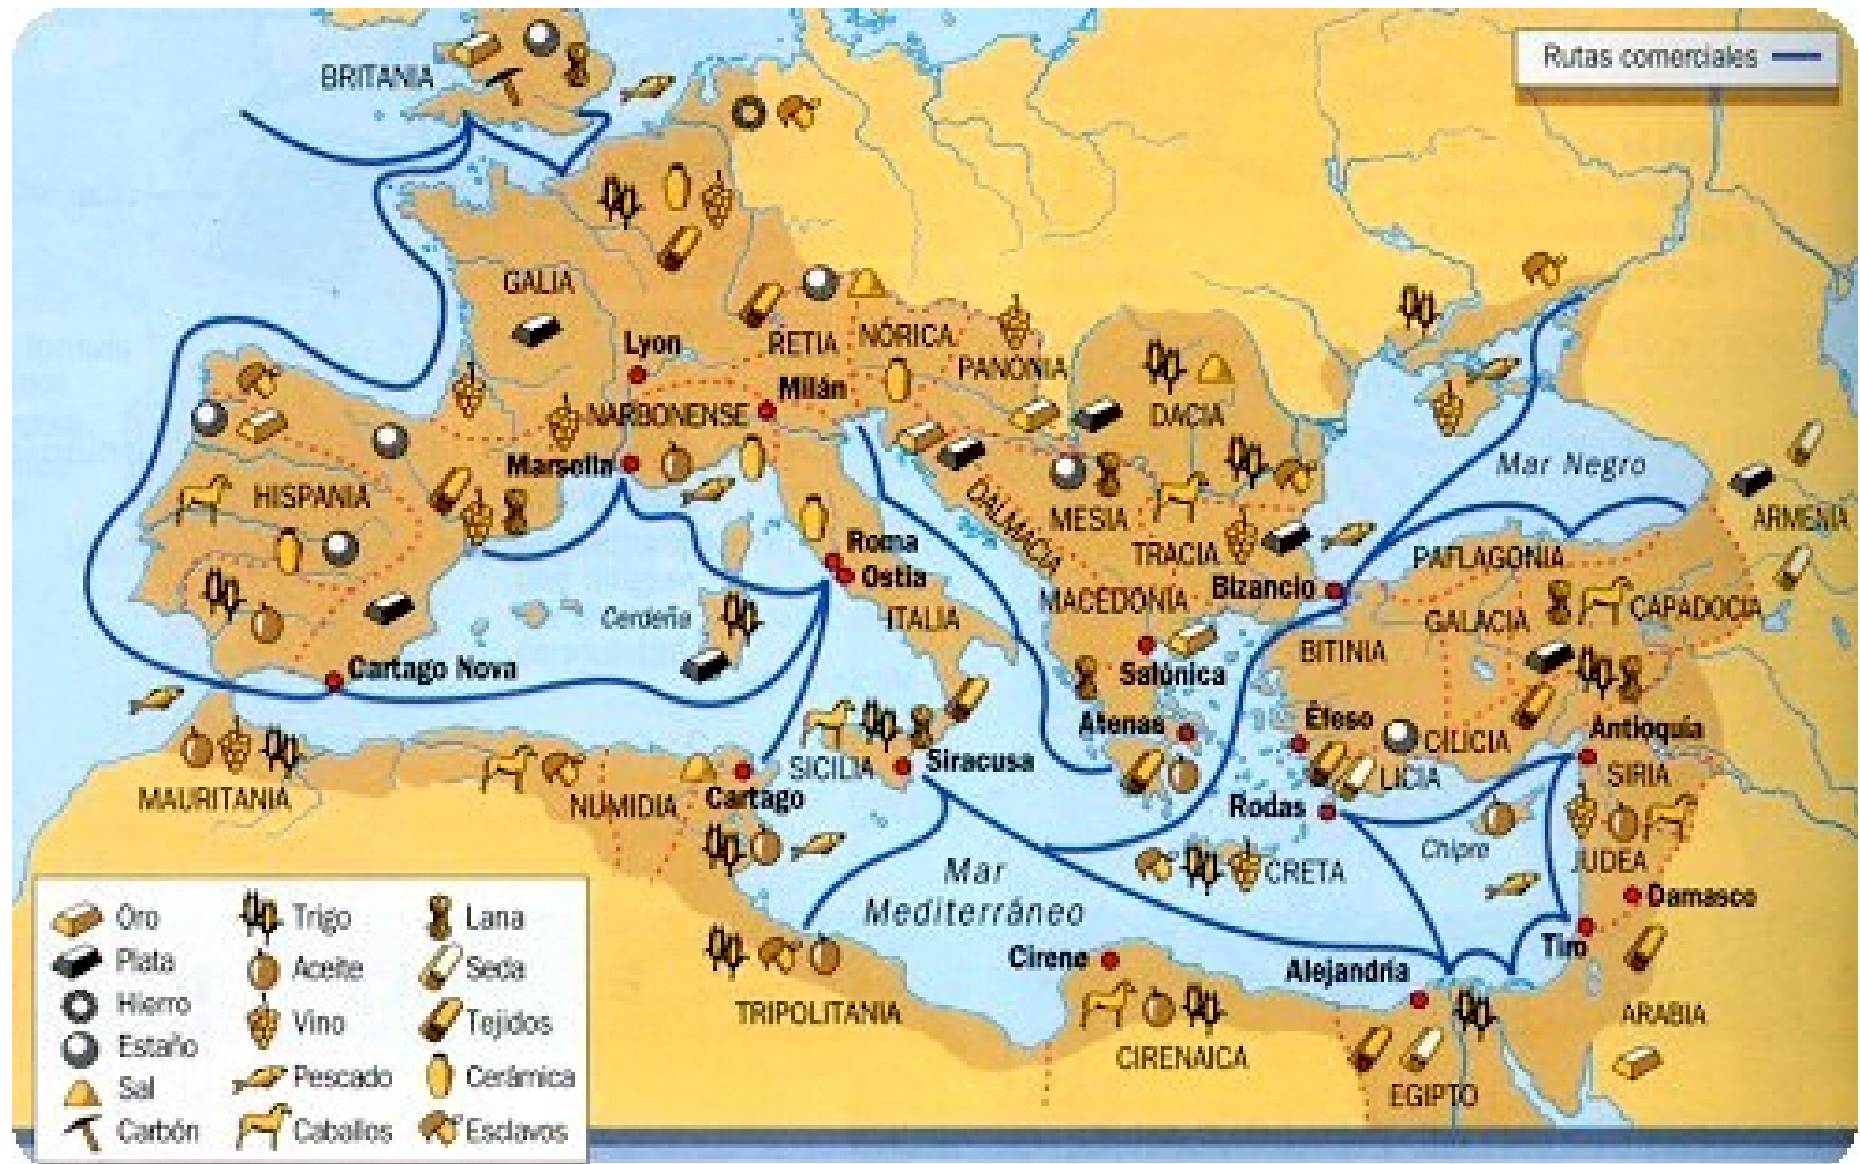 Rutas comerciales
BRITANIA
GALIA
Lyon
RETIA
NÓRICA
PANONIA
Milán
NARBONENSE
DACIA
Marsella
HISPANIA
Mar Negro
DALMACIA
MESIA
ARMENIA
TRACIA
Roma
Ostia
PAFLAGONIA
Bizancio
MACEDONIA
Cerdeña
ITALIA
GALACIA
CAPADOCIA
BITINIA
Cartago Nova
Salónica
Atenas
Éfeso
Antioquía
CILICIA
SICILIA
Siracusa
LICIA
SIRIA
MAURITANIA
NUMIDIA
Cartago
Rodas
Chipre
JUDEA
CRETA
Mar
Mediterráneo
Damasco
Tiro
Cirene
Alejandría
TRIPOLITANIA
ARABIA
CIRENAICA
EGIPTO
Oro
Plata
Hierro
Estaño
Sal
Carbón
Trigo
Aceite
Vino
Pescado
Caballos
Lana
Seda
Tejidos
Cerámica
Esclavos